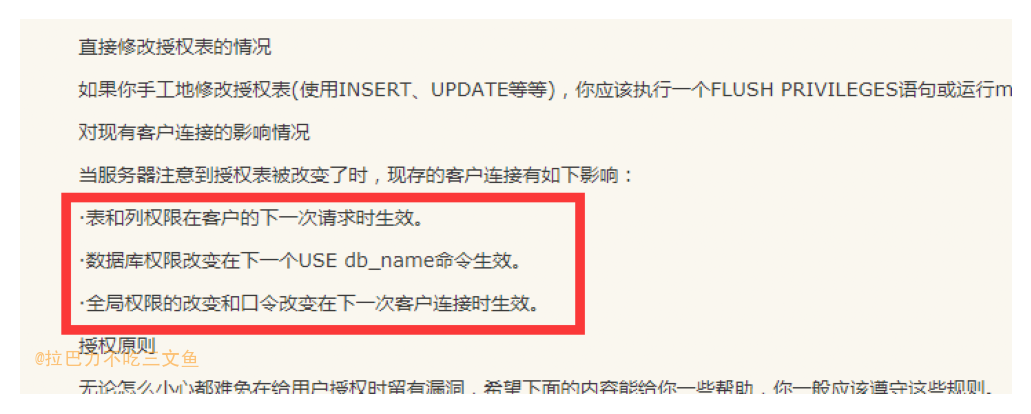 直接修改授权表的情况
如果你手工地修改授权表(使用INSERT、UPDATE等等)，你应该执行一个FLUSH PRIVILEGES语句或运行m
对现有客户连接的影响情况
当服务器注意到授权表被改变了时，现存的客户连接有如下影响：
·表和列权限在客户的下一次请求时生效。
·数据库权限改变在下一个USE db_name命令生效。
·全局权限的改变和口令改变在下一次客户连接时生效。
授权原则
@拉巴力不吃三文鱼
无论怎么小心都难免在给用户授权时留有漏洞，希望下面的内容能给你一些帮助，你一般应该遵守这些规则。